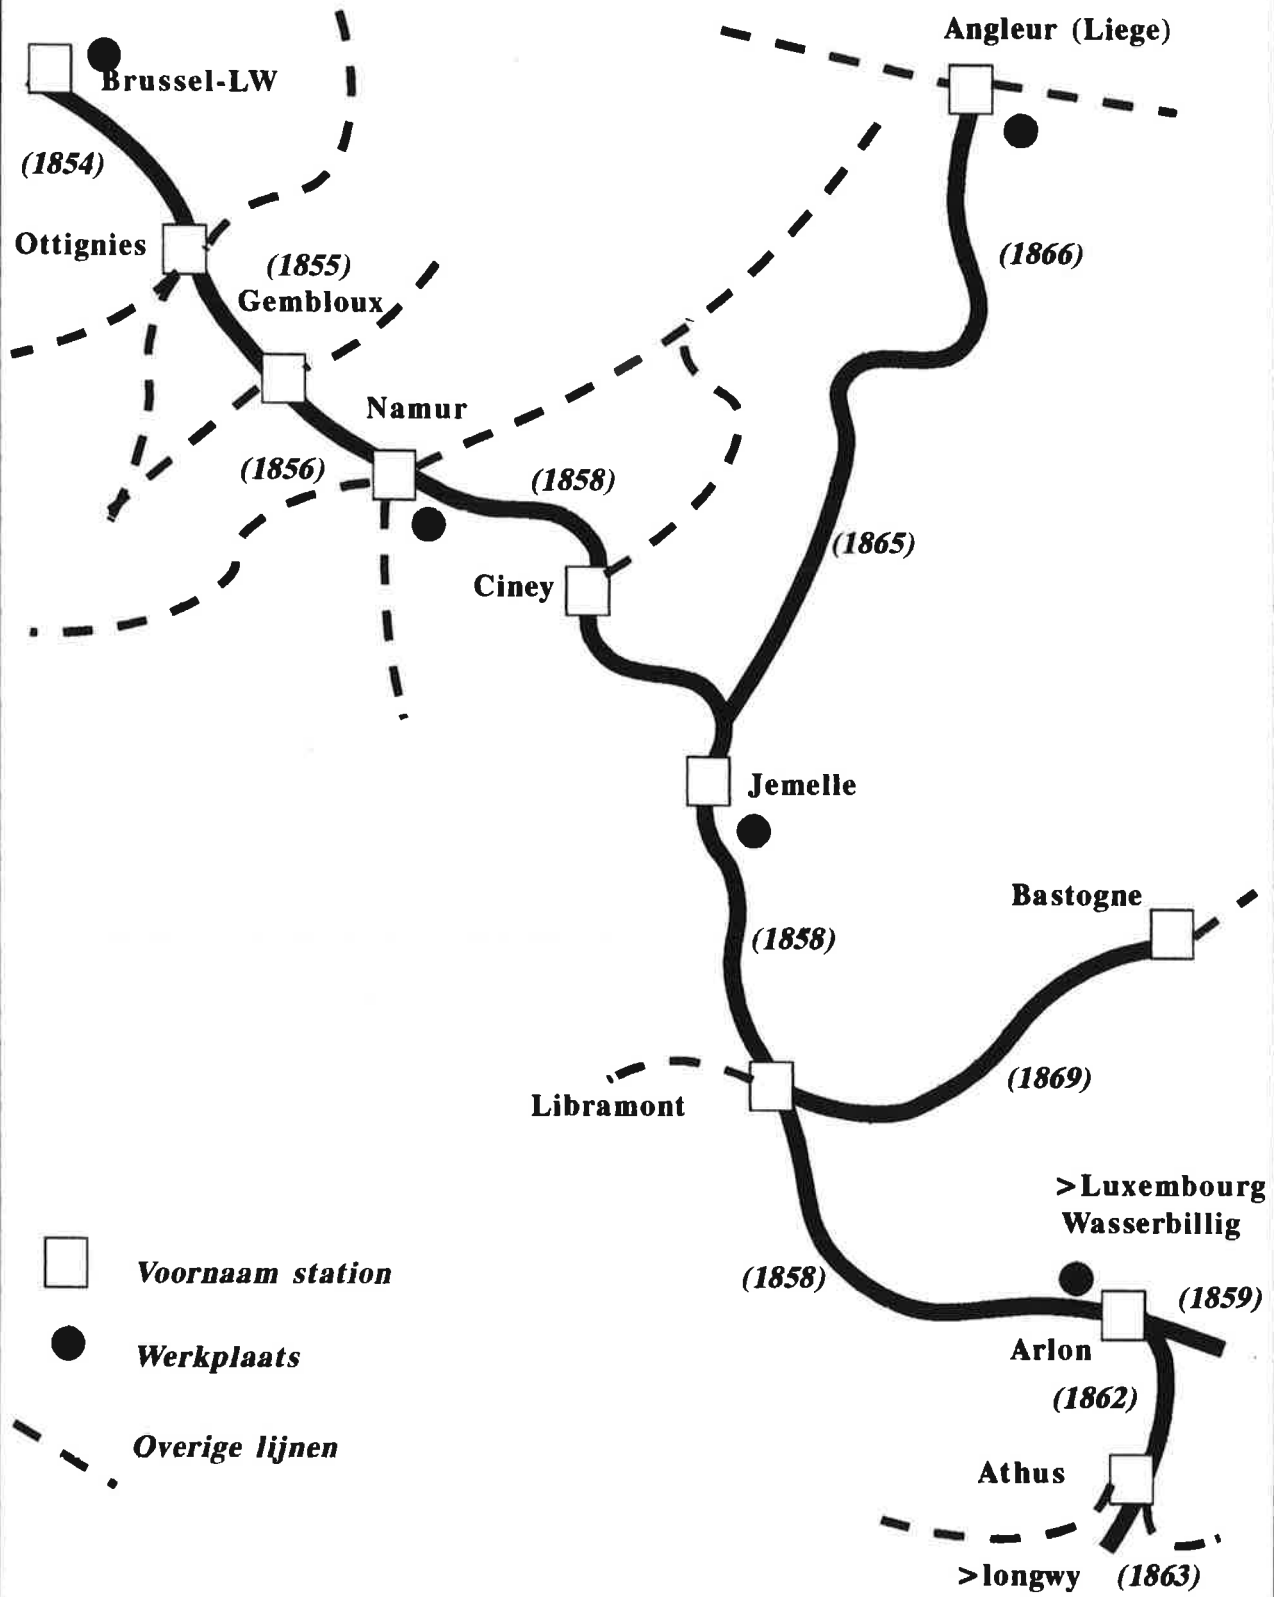 Angleur (Liege)
Brussel-LW
(1854)
Ottignies
(1855)
Gembloux
(1866)
Namur
(1856)
(1858)
(1865)
Ciney
Jemelle
Bastogne
(1858)
(1869)
Libramont
>Luxembourg
Wasserbillig
(1858)
(1859)
Voornaam station
Arlon
Werkplaats
(1862)
Overige lijnen
Athus
>longwy (1863)